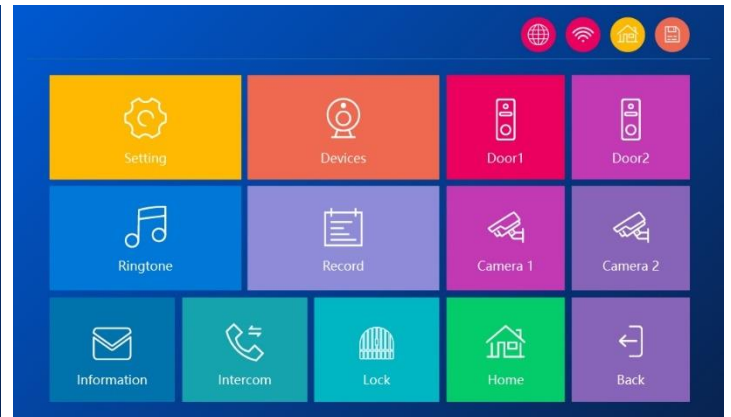 Setting
Devices
Door1
Door2
Ringtone
Record
Camera 1
Camera 2
Information
Intercom
Lock
Home
Back